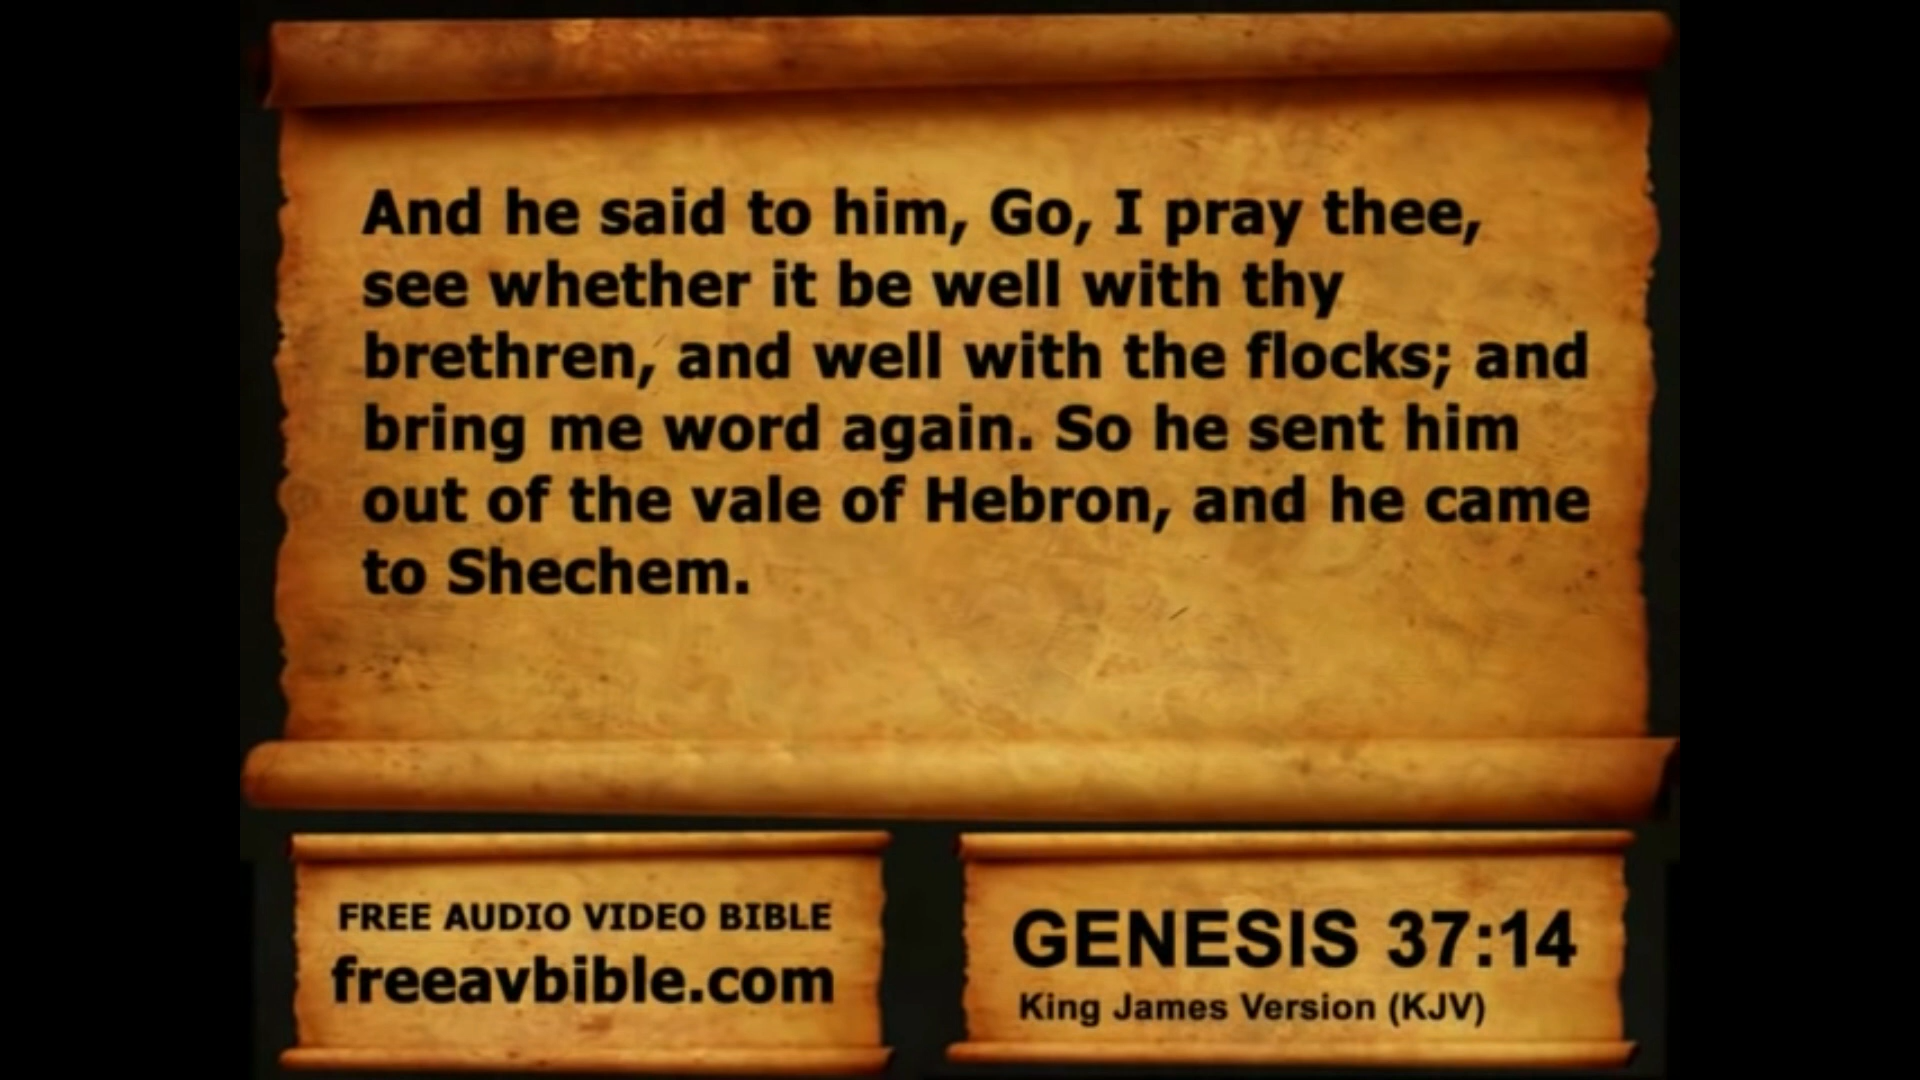 And he said to him, Go, I pray thee,
see whether it be well with thy
brethren, and well with the flocks; and
bring me word again. So he sent him
out of the vale of Hebron, and he came
to Shechem.
FREE AUDIO VIDEO BIBLE
freeavbible.com
GENESIS 37:14
King James Version (KJV)